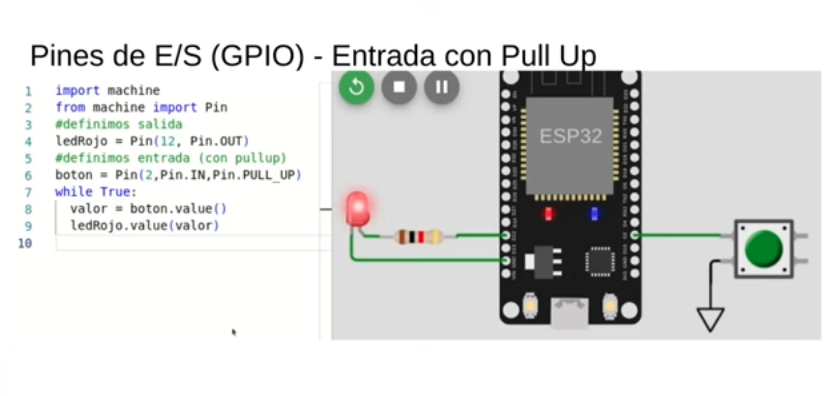 Pines de E/S (GPIO) - Entrada con Pull Up
1 import machine
2 from machine import Pin
3 #definimos salida
4 ledRojo = Pin(12, Pin.OUT)
5 #definimos entrada (con pullup)
6 boton = Pin(2,Pin.IN,Pin.PULL_UP)
7 while True:
8 valor = boton.value()
9 ledRojo.value(valor)
10
ESP32